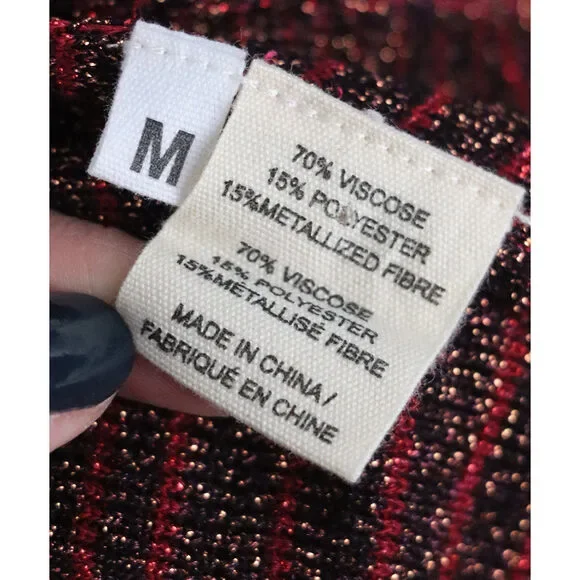 M
70% VISCOSE
15% POLYESTER
15%METALLIZED FIBRE
70% VISCOSE
15% POLYESTER
15%MÉTALLISÉ FIBRE
MADE IN CHINA/
FABRIQUÉ EN CHINE